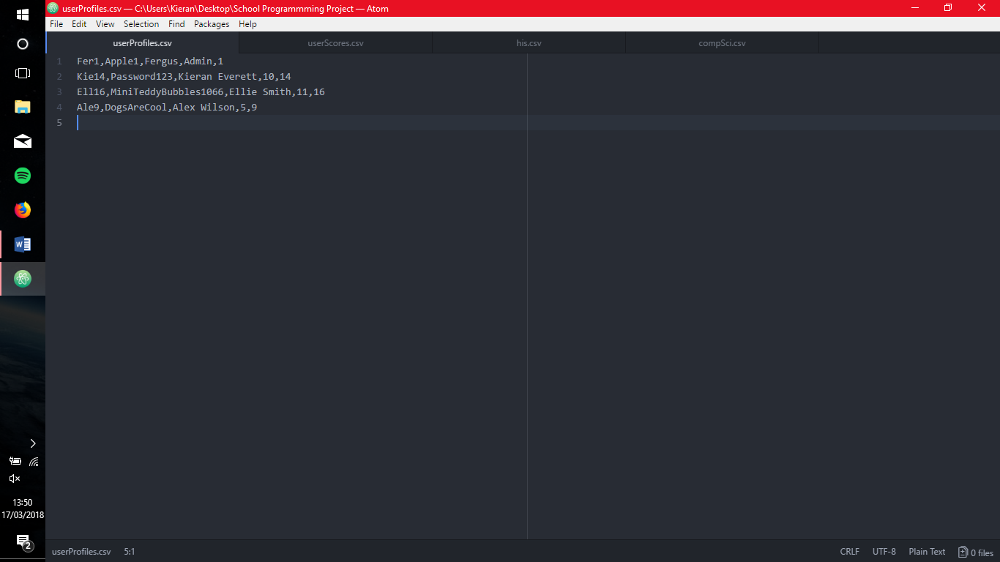 userProfiles.csv — C:\Users\Kieran\Desktop\School Programmming Project — Atom
File Edit View Selection Find Packages Help
userProfiles.csv userScores.csv his.csv compSci.csv
1 Fer1,Apple1,Fergus,Admin,1
2 Kie14,Password123,Kieran Everett,10,14
3 Ell16,MiniTeddyBubbles1066,Ellie Smith,11,16
4 Ale9,DogsAreCool,Alex Wilson,5,9
5
W
13:50
17/03/2018
2
userProfiles.csv 5:1 CRLF UTF-8 Plain Text 0 files